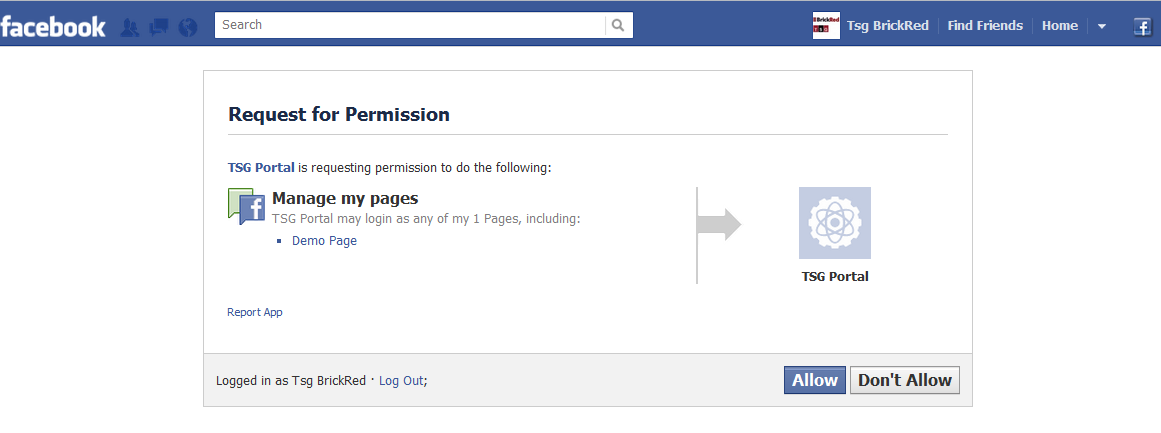 facebook Search Tsg BrickRed Find Friends Home
Request for Permission
TSG Portal is requesting permission to do the following:
Manage my pages
TSG Portal may login as any of my 1 Pages, including:
Demo Page
TSG Portal
Report App
Logged in as Tsg BrickRed · Log Out; Allow Don't Allow